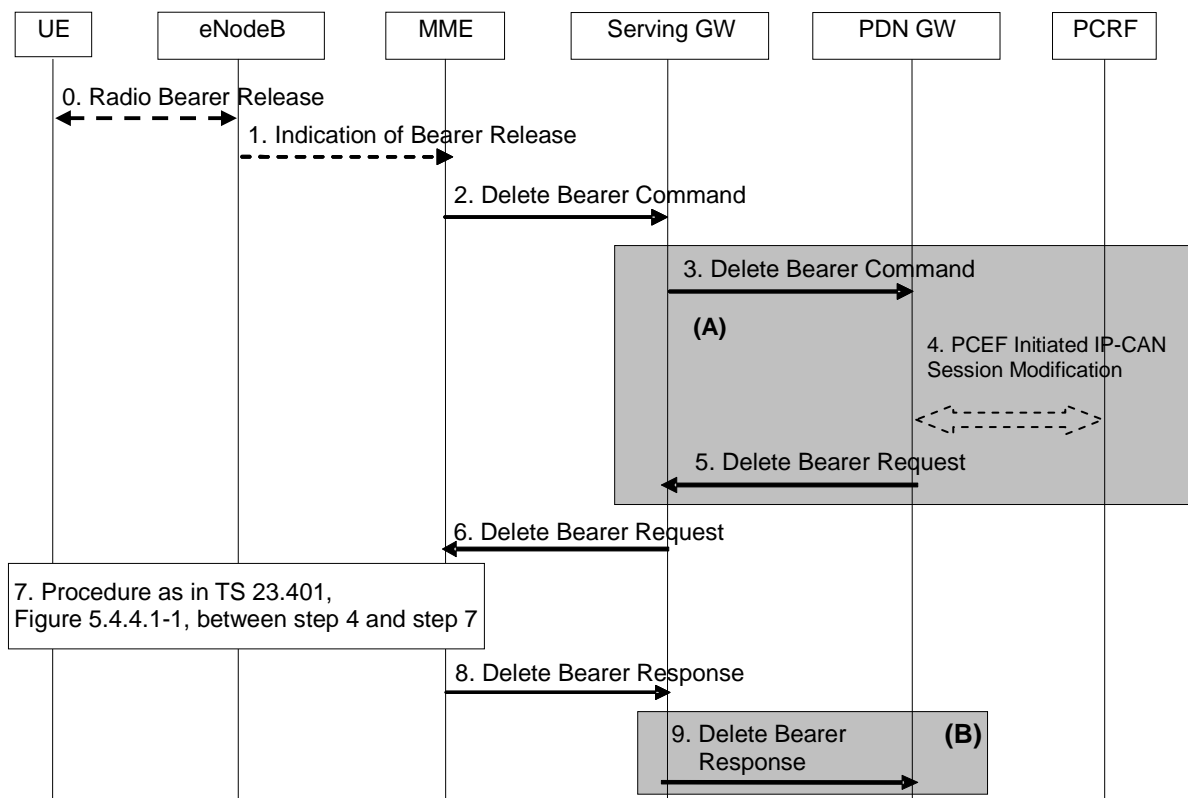 UE
eNodeB
MME
Serving GW
PDN GW
PCRF
0. Radio Bearer Release
1. Indication of Bearer Release
2. Delete Bearer Command
3. Delete Bearer Command
(A)
4. PCEF Initiated IP-CAN
Session Modification
5. Delete Bearer Request
6. Delete Bearer Request
7. Procedure as in TS 23.401,
Figure 5.4.4.1-1, between step 4 and step 7
8. Delete Bearer Response
9. Delete Bearer
Response
(B)